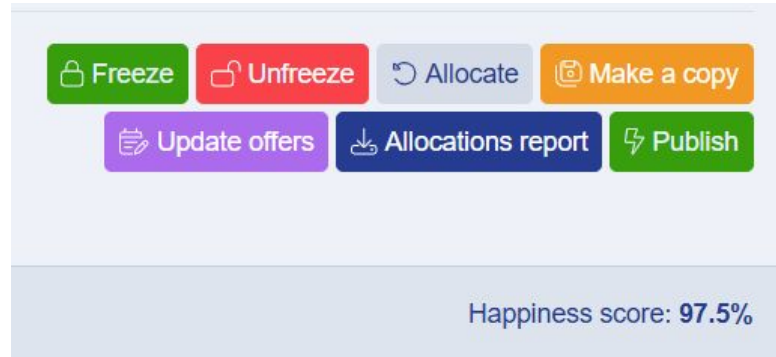 Freeze Unfreeze Allocate Make a copy
Update offers Allocations report Publish
Happiness score: 97.5%